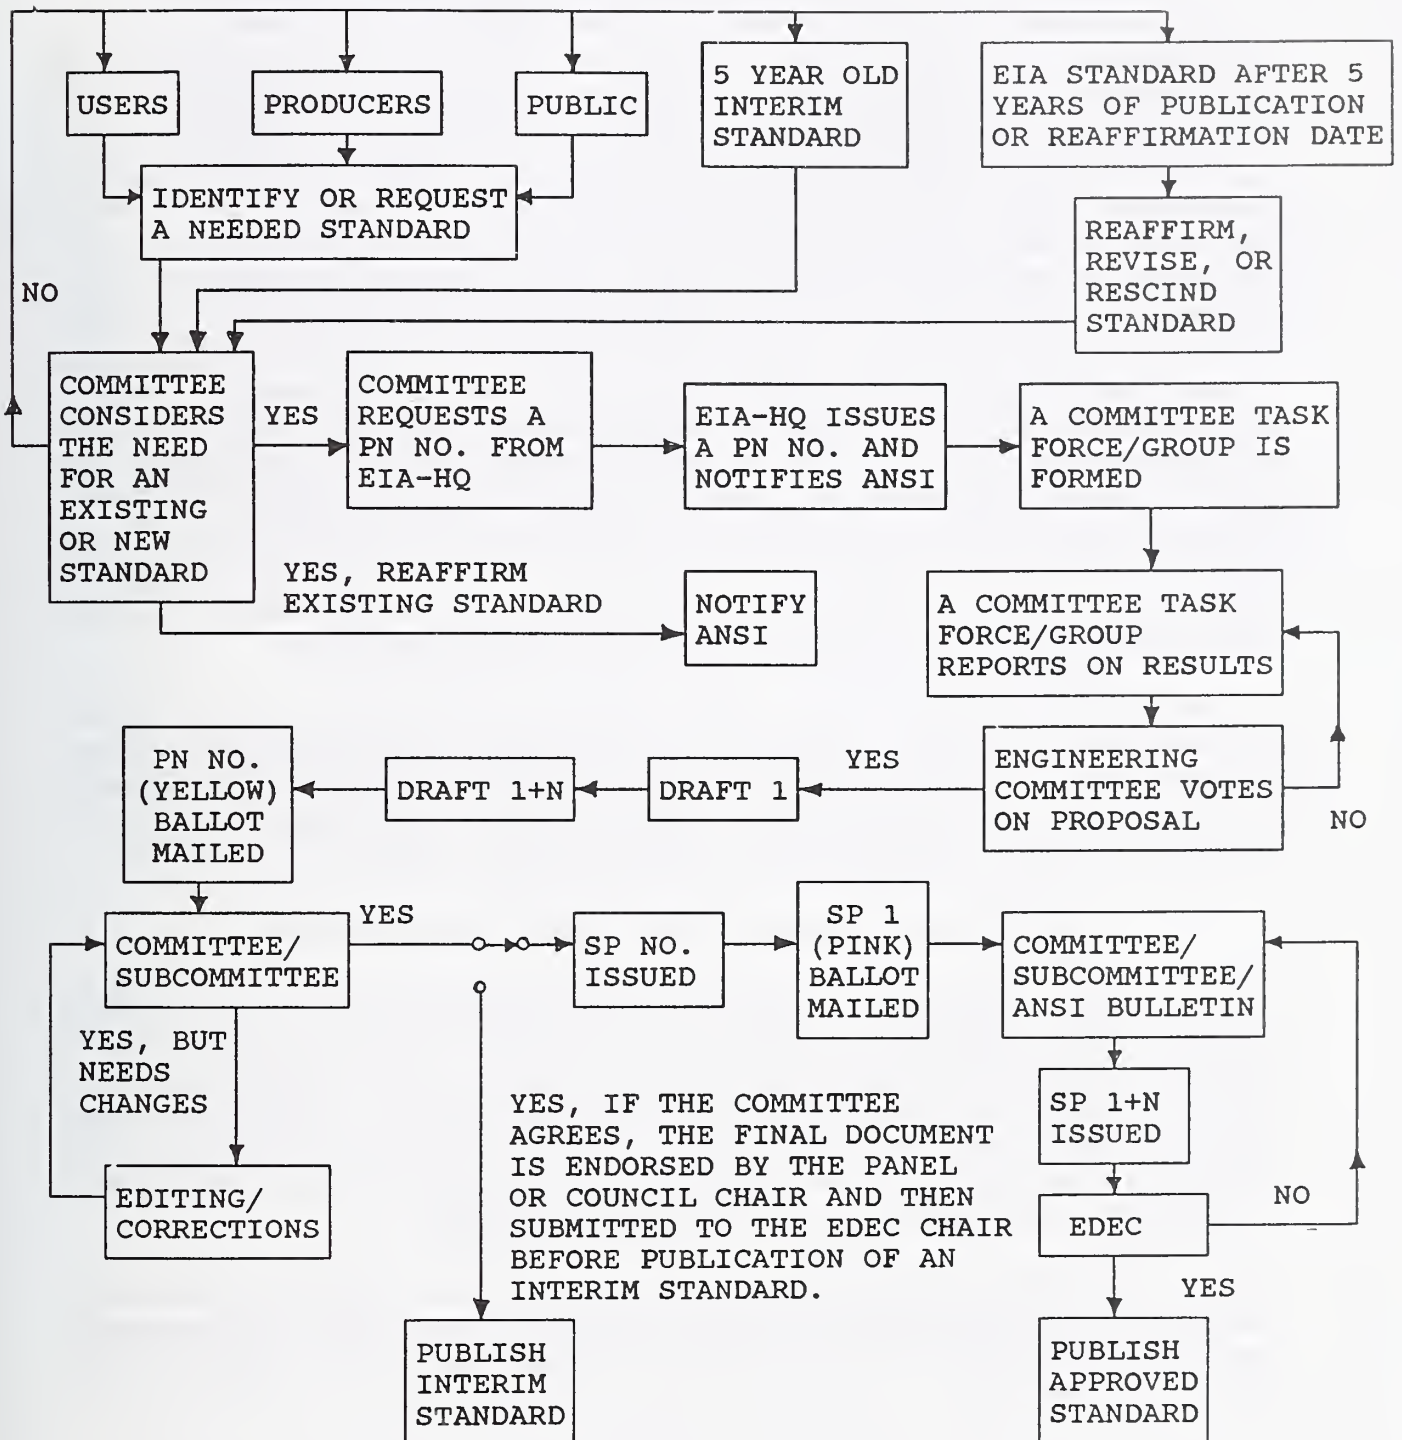 USERS
PRODUCERS
PUBLIC
5 YEAR OLD
INTERIM
STANDARD
EIA STANDARD AFTER 5
YEARS OF PUBLICATION
OR REAFFIRMATION DATE
IDENTIFY OR REQUEST
A NEEDED STANDARD
REAFFIRM,
REVISE, OR
RESCIND
STANDARD
NO
COMMITTEE
CONSIDERS
THE NEED
FOR AN
EXISTING
OR NEW
STANDARD
YES
COMMITTEE
REQUESTS A
PN NO. FROM
EIA-HQ
EIA-HQ ISSUES
A PN NO. AND
NOTIFIES ANSI
A COMMITTEE TASK
FORCE/GROUP IS
FORMED
YES, REAFFIRM
EXISTING STANDARD
NOTIFY
ANSI
A COMMITTEE TASK
FORCE/GROUP
REPORTS ON RESULTS
PN NO.
(YELLOW)
BALLOT
MAILED
DRAFT 1+N
DRAFT 1
YES
ENGINEERING
COMMITTEE VOTES
ON PROPOSAL
NO
COMMITTEE/
SUBCOMMITTEE
YES
SP NO.
ISSUED
SP 1
(PINK)
BALLOT
MAILED
COMMITTEE/
SUBCOMMITTEE/
ANSI BULLETIN
YES, BUT
NEEDS
CHANGES
YES, IF THE COMMITTEE
AGREES, THE FINAL DOCUMENT
IS ENDORSED BY THE PANEL
OR COUNCIL CHAIR AND THEN
SUBMITTED TO THE EDEC CHAIR
BEFORE PUBLICATION OF AN
INTERIM STANDARD.
SP 1+N
ISSUED
EDITING/
CORRECTIONS
EDEC
NO
YES
PUBLISH
INTERIM
STANDARD
PUBLISH
APPROVED
STANDARD